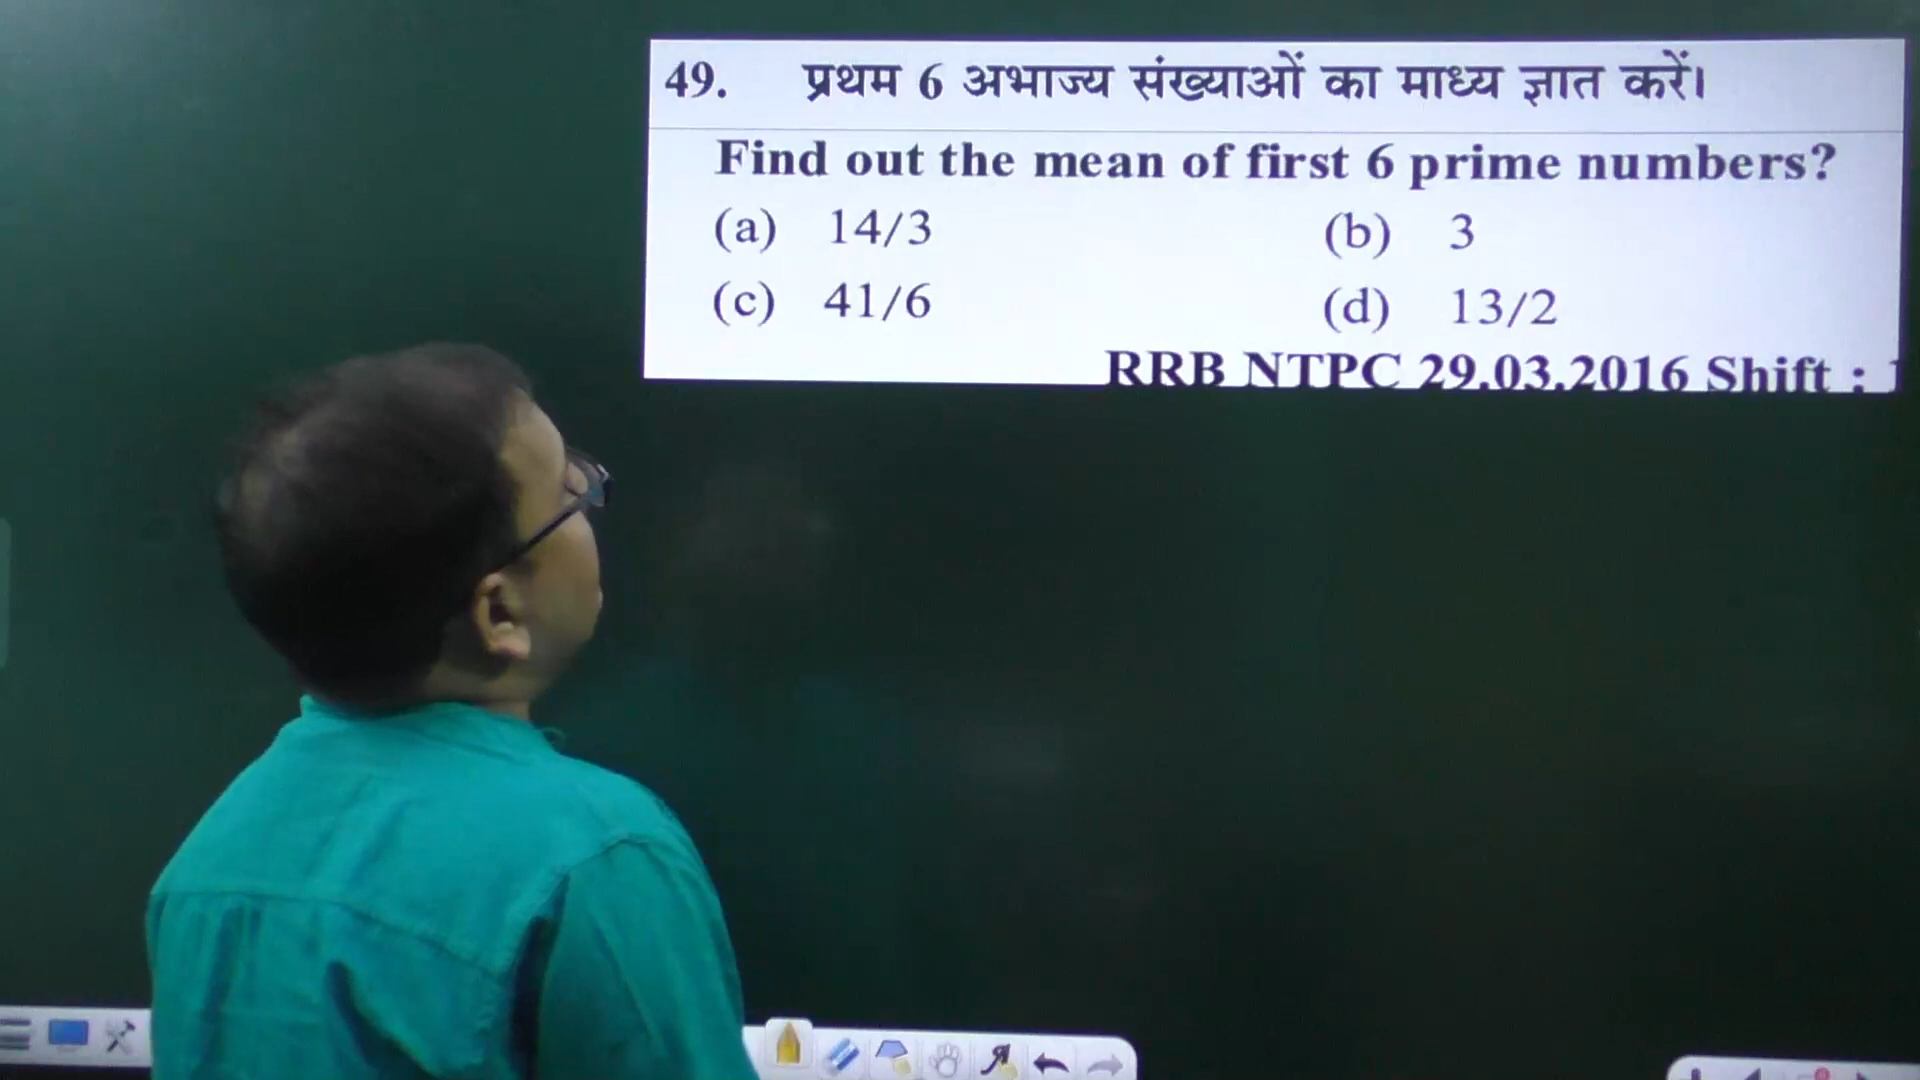 49. प्रथम 6 अभाज्य संख्याओं का माध्य ज्ञात करें।
Find out the mean of first 6 prime numbers?
(a) 14/3 (b) 3
(c) 41/6 (d) 13/2
RRB NTPC 29.03.2016 Shift :